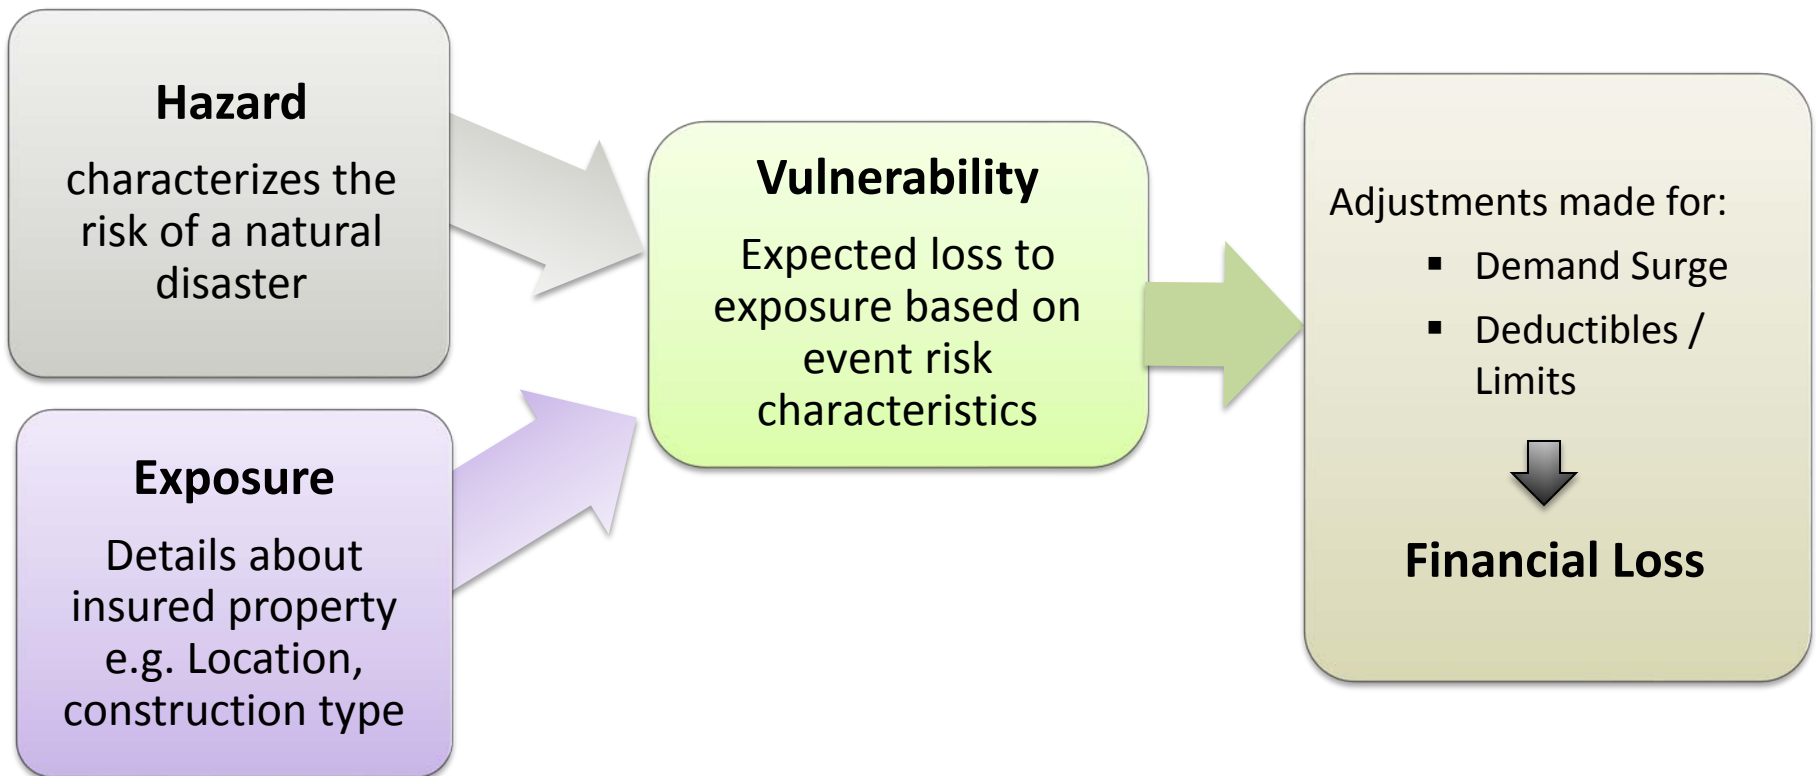 Hazard
characterizes the
risk of a natural
disaster
Exposure
Details about
insured property
e.g. Location,
construction type
Vulnerability
Expected loss to
exposure based on
event risk
characteristics
Adjustments made for:
▪ Demand Surge
▪ Deductibles /
Limits
Financial Loss